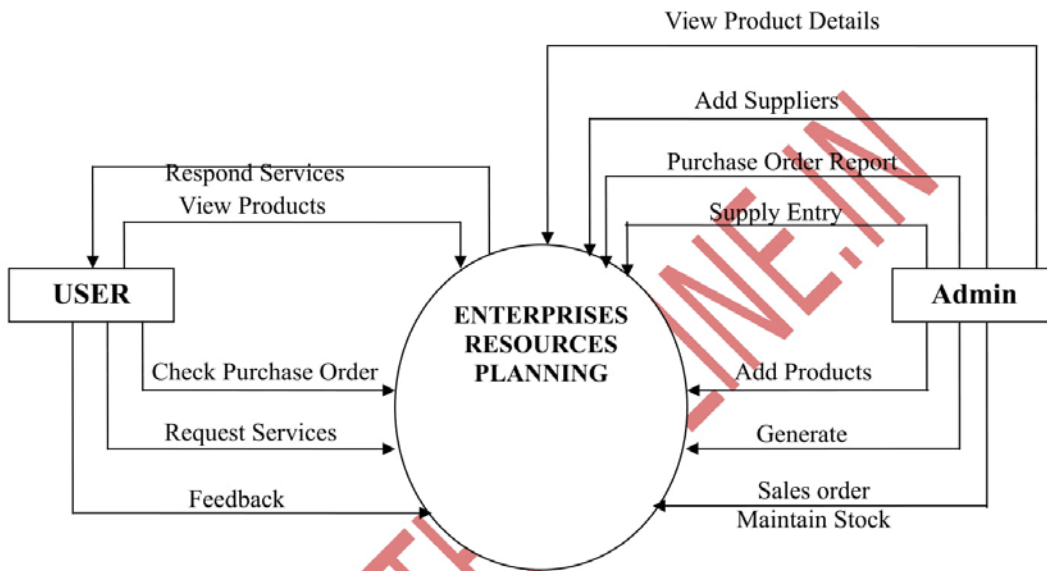 View Product Details
Add Suppliers
Purchase Order Report
Supply Entry
Respond Services
View Products
USER
ENTERPRISES
RESOURCES
PLANNING
Admin
Check Purchase Order
Add Products
Request Services
Generate
Feedback
Sales order
Maintain Stock